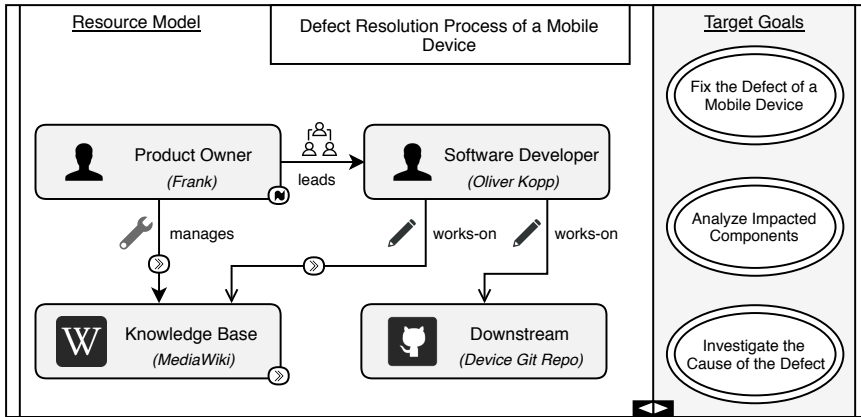 Resource Model
Defect Resolution Process of a Mobile
Device
Target Goals
Fix the Defect of a
Mobile Device
Product Owner
(Frank)
leads
Software Developer
(Oliver Kopp)
manages
works-on
works-on
Analyze Impacted
Components
W
Knowledge Base
(MediaWiki)
Downstream
(Device Git Repo)
Investigate the
Cause of the Defect